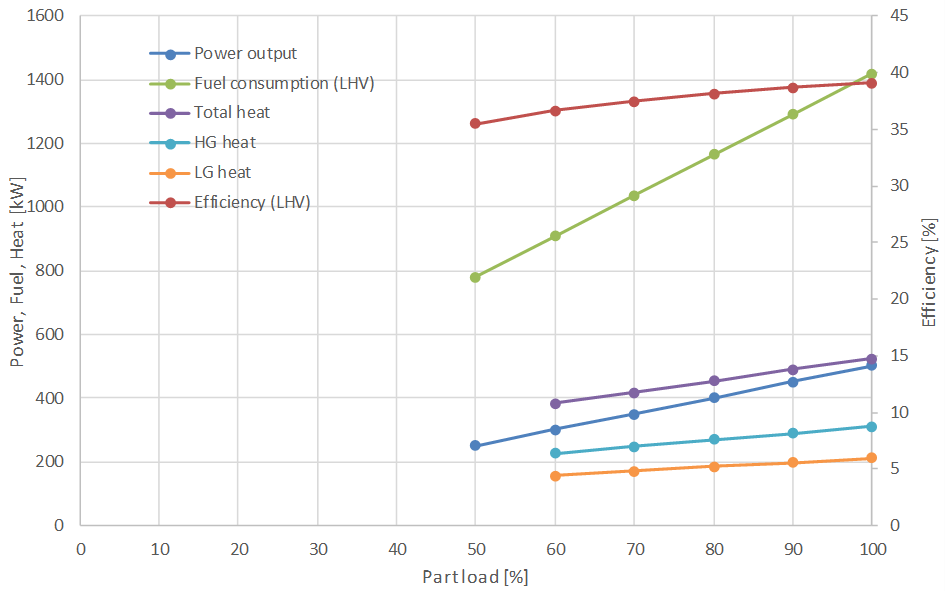 1600
1400
1200
1000
800
600
400
200
0
Power, Fuel, Heat [kW]
Power output
Fuel consumption (LHV)
Total heat
HG heat
LG heat
Efficiency (LHV)
45
40
35
30
25
20
15
10
5
0
Efficiency [%]
0 10 20 30 40 50 60 70 80 90 100
Partload [%]